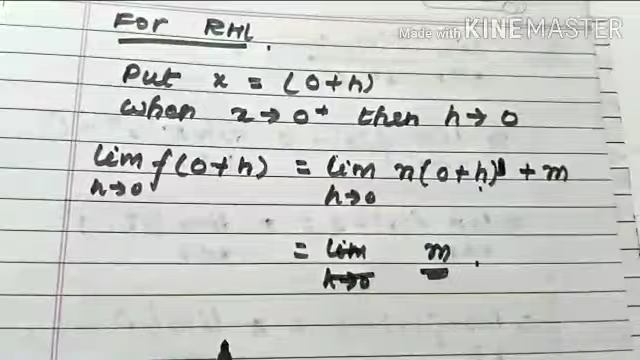 Made with KINEMASTER
For RHL.
Put x = (0+h)
when x→0⁺ then h→0
lim f(0+h) = lim n(0+h) + m
h→0 h→0
= lim m.
h→0